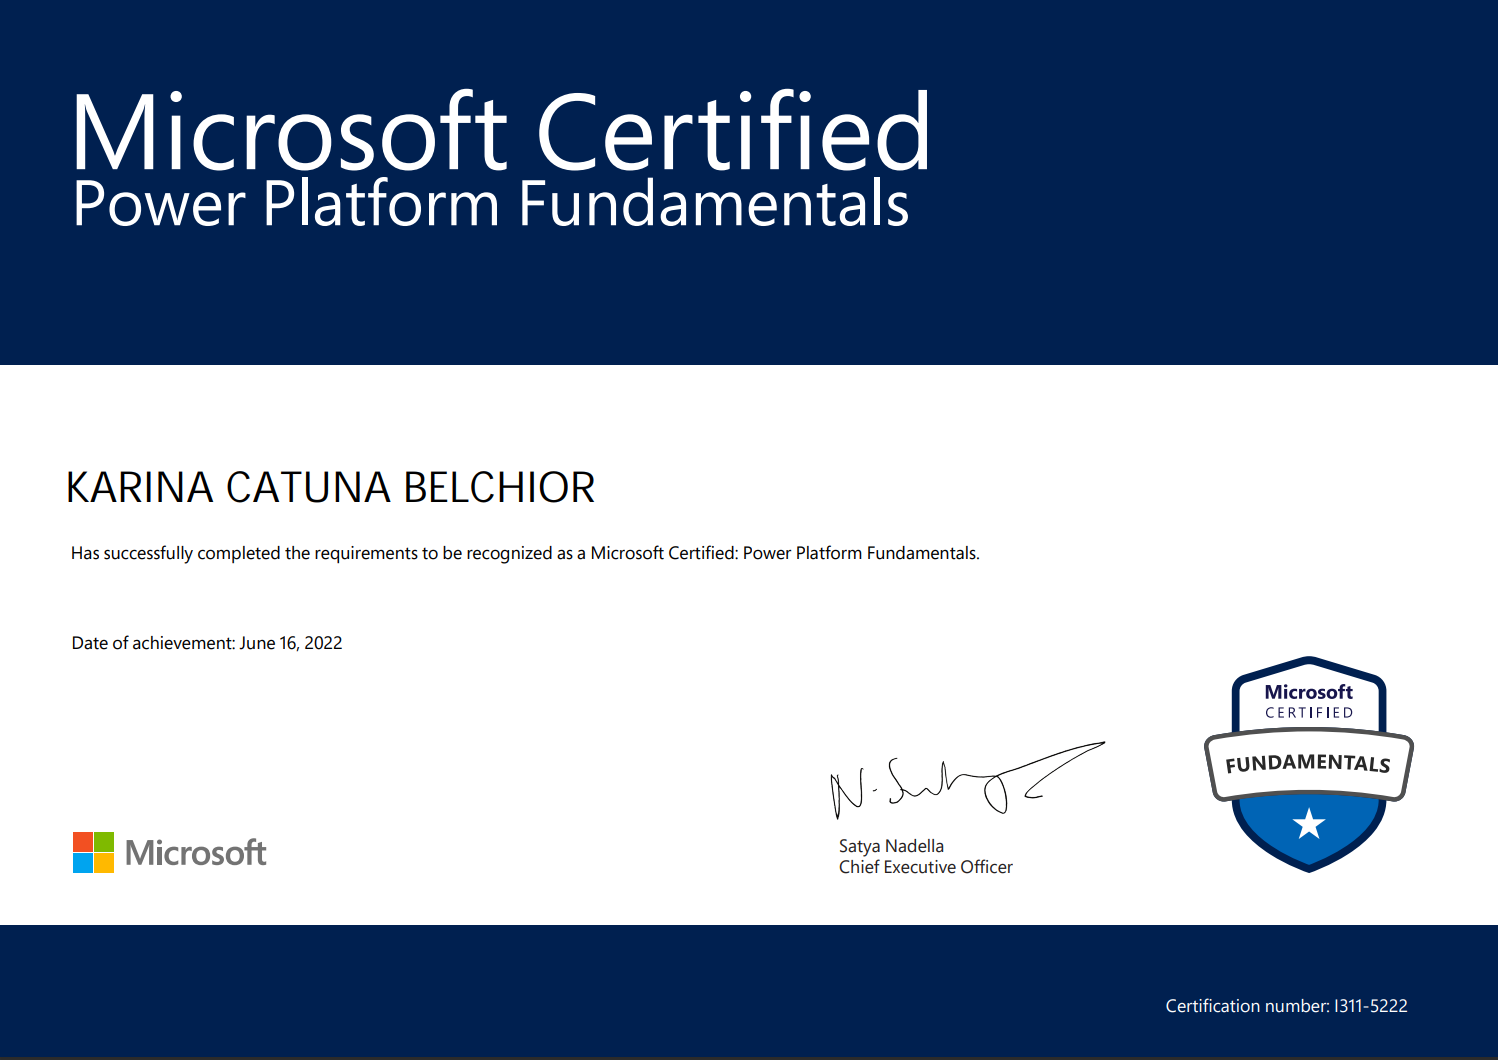 Microsoft Certified
Power Platform Fundamentals
KARINA CATUNA BELCHIOR
Has successfully completed the requirements to be recognized as a Microsoft Certified: Power Platform Fundamentals.
Date of achievement: June 16, 2022
Microsoft
CERTIFIED
FUNDAMENTALS
N. Satya
Satya Nadella
Chief Executive Officer
Microsoft
Certification number: I311-5222